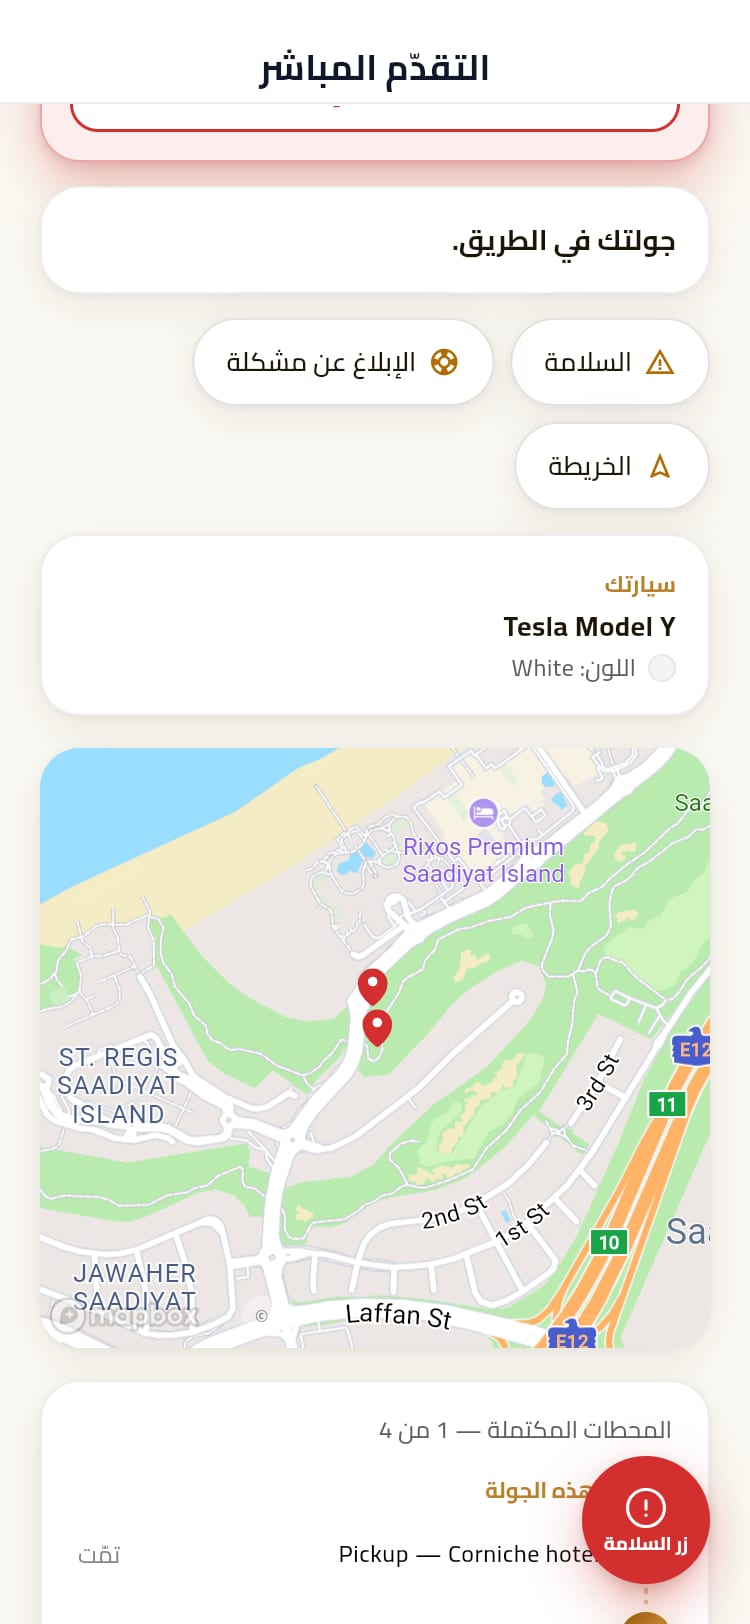 التقدّم المباشر
جولتك في الطريق.
السلامة
الإبلاغ عن مشكلة
الخريطة
سيارتك
Tesla Model Y
اللون: White
Rixos Premium
Saadiyat Island
ST. REGIS
SAADIYAT
ISLAND
3rd St
E12
11
2nd St
1st St
10
JAWAHER
SAADIYAT
mapbox
©
Laffan St
E12
المحطات المكتملة — 1 من 4
هذه الجولة
Pickup — Corniche hotel
تمّت
زر السلامة